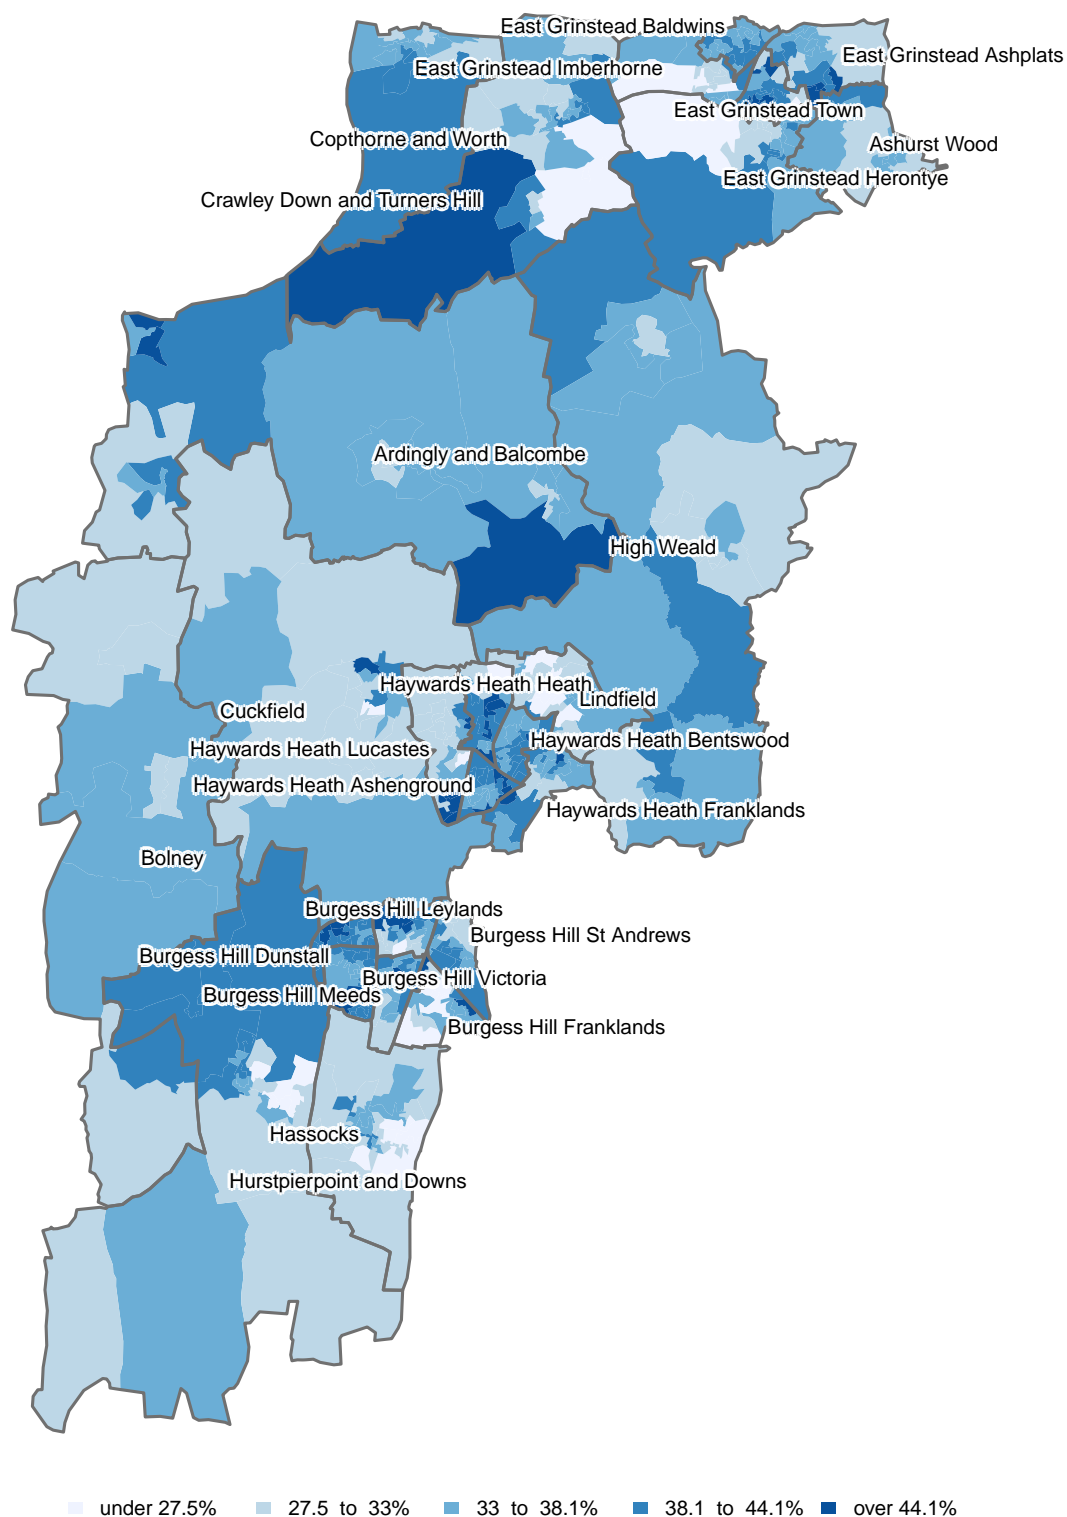 East Grinstead Baldwins
East Grinstead Ashplats
East Grinstead Imberhorne
East Grinstead Town
Copthorne and Worth
Ashurst Wood
East Grinstead Herontye
Crawley Down and Turners Hill
Ardingly and Balcombe
High Weald
Haywards Heath Heath
Lindfield
Cuckfield
Haywards Heath Bentswood
Haywards Heath Lucastes
Haywards Heath Ashenground
Haywards Heath Franklands
Bolney
Burgess Hill Leylands
Burgess Hill St Andrews
Burgess Hill Dunstall
Burgess Hill Victoria
Burgess Hill Meeds
Burgess Hill Franklands
Hassocks
Hurstpierpoint and Downs
under 27.5% 27.5 to 33% 33 to 38.1% 38.1 to 44.1% over 44.1%